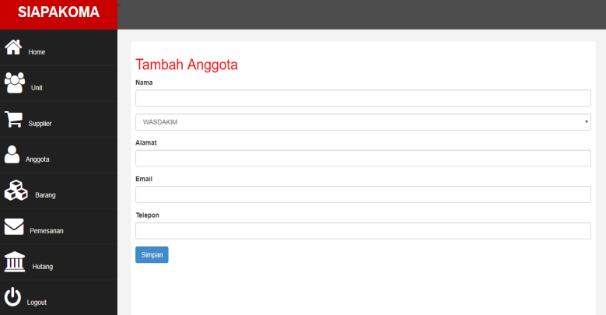 SIAPAKOMA
Home
Unit
Supplier
Anggota
Barang
Pemesanan
Hutang
Logout
Tambah Anggota
Nama
WASDAKIM
Alamat
Email
Telepon
Simpan